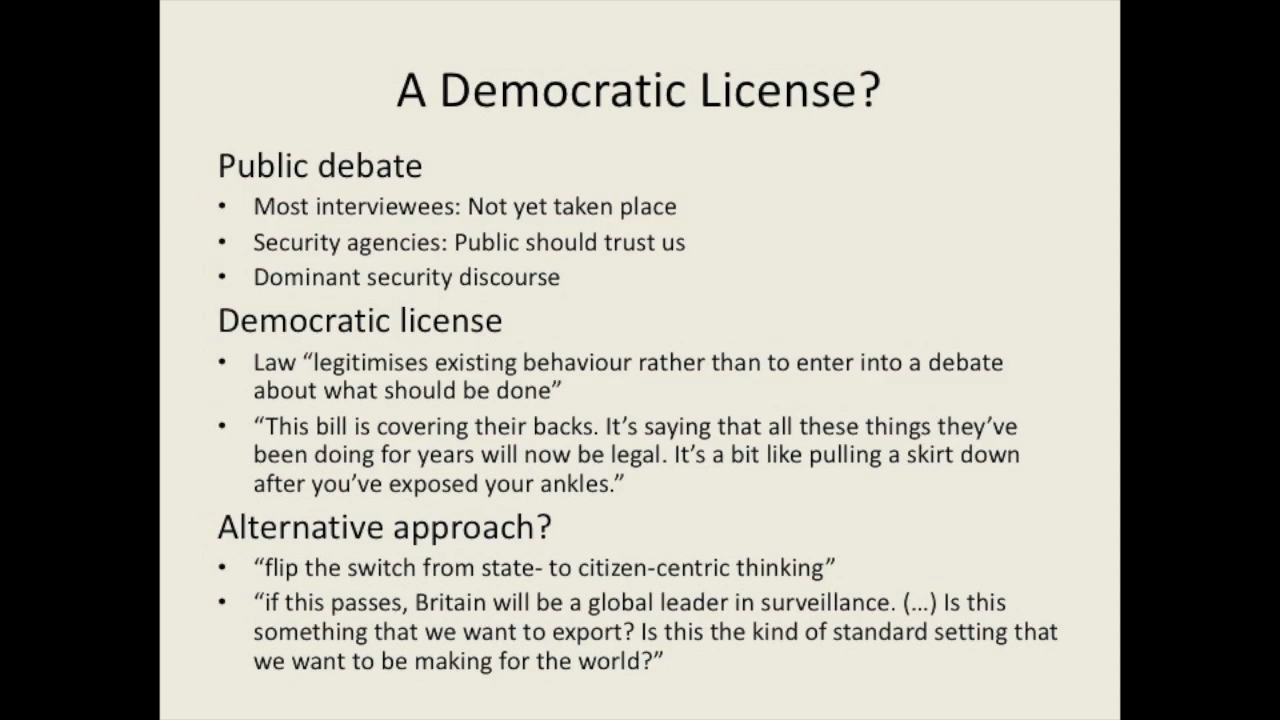 A Democratic License?
Public debate
• Most interviewees: Not yet taken place
• Security agencies: Public should trust us
• Dominant security discourse
Democratic license
• Law “legitimises existing behaviour rather than to enter into a debate
about what should be done”
• “This bill is covering their backs. It’s saying that all these things they’ve
been doing for years will now be legal. It’s a bit like pulling a skirt down
after you’ve exposed your ankles.”
Alternative approach?
• “flip the switch from state- to citizen-centric thinking”
• “if this passes, Britain will be a global leader in surveillance. (…) Is this
something that we want to export? Is this the kind of standard setting that
we want to be making for the world?”